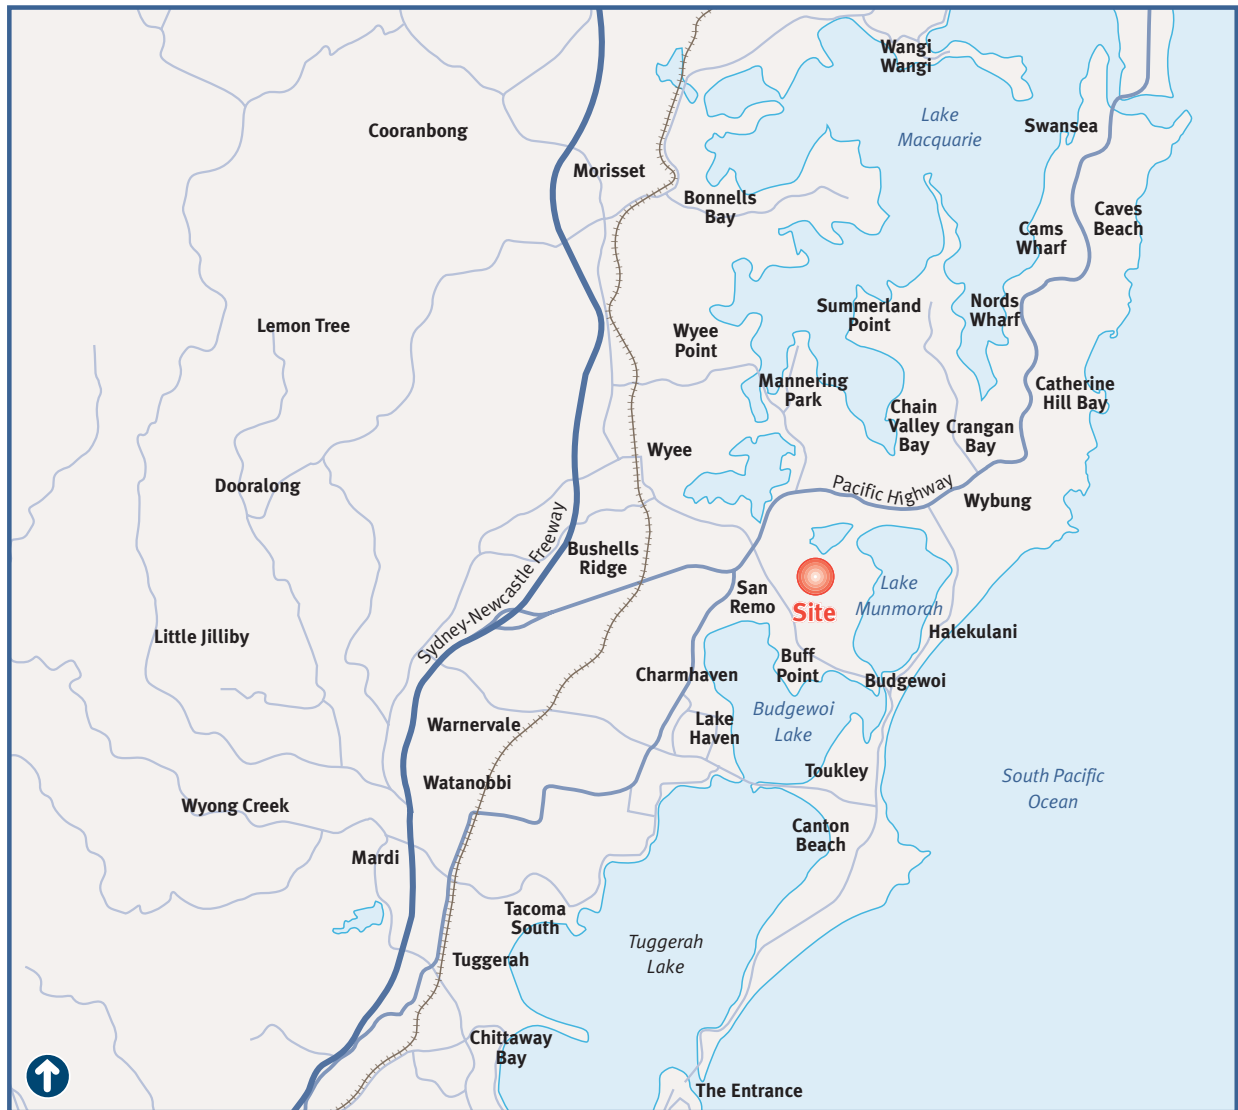 Wangi
Wangi
Lake
Macquarie
Swansea
Cooranbong
Morisset
Bonnells
Bay
Caves
Beach
Cams
Wharf
Summerland
Point
Nords
Wharf
Lemon Tree
Wyee
Point
Mannering
Park
Catherine
Hill Bay
Chain
Valley
Bay
Crangan
Bay
Wyee
Dooralong
Pacific Highway
Wybung
Sydney-Newcastle Freeway
Bushells
Ridge
San
Remo
Site
Lake
Munmorah
Halekulani
Little Jilliby
Buff
Point
Charmhaven
Budgewoi
Budgewoi
Lake
Lake
Haven
Warnervale
Watanobbi
Toukley
South Pacific
Ocean
Wyong Creek
Canton
Beach
Mardi
Tacoma
South
Tuggerah
Lake
Tuggerah
Chittaway
Bay
The Entrance